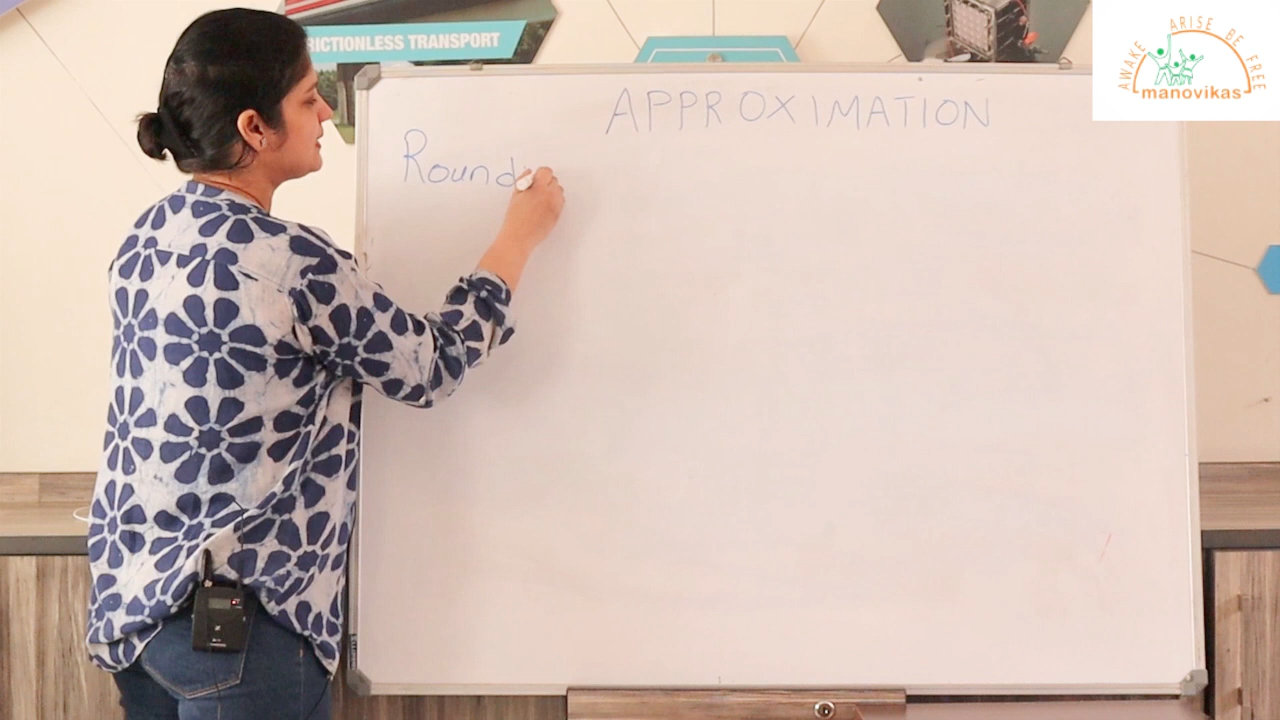 RICTIONLESS TRANSPORT
AWAKE ARISE BE FREE
manovikas
APPROXIMATION
Round